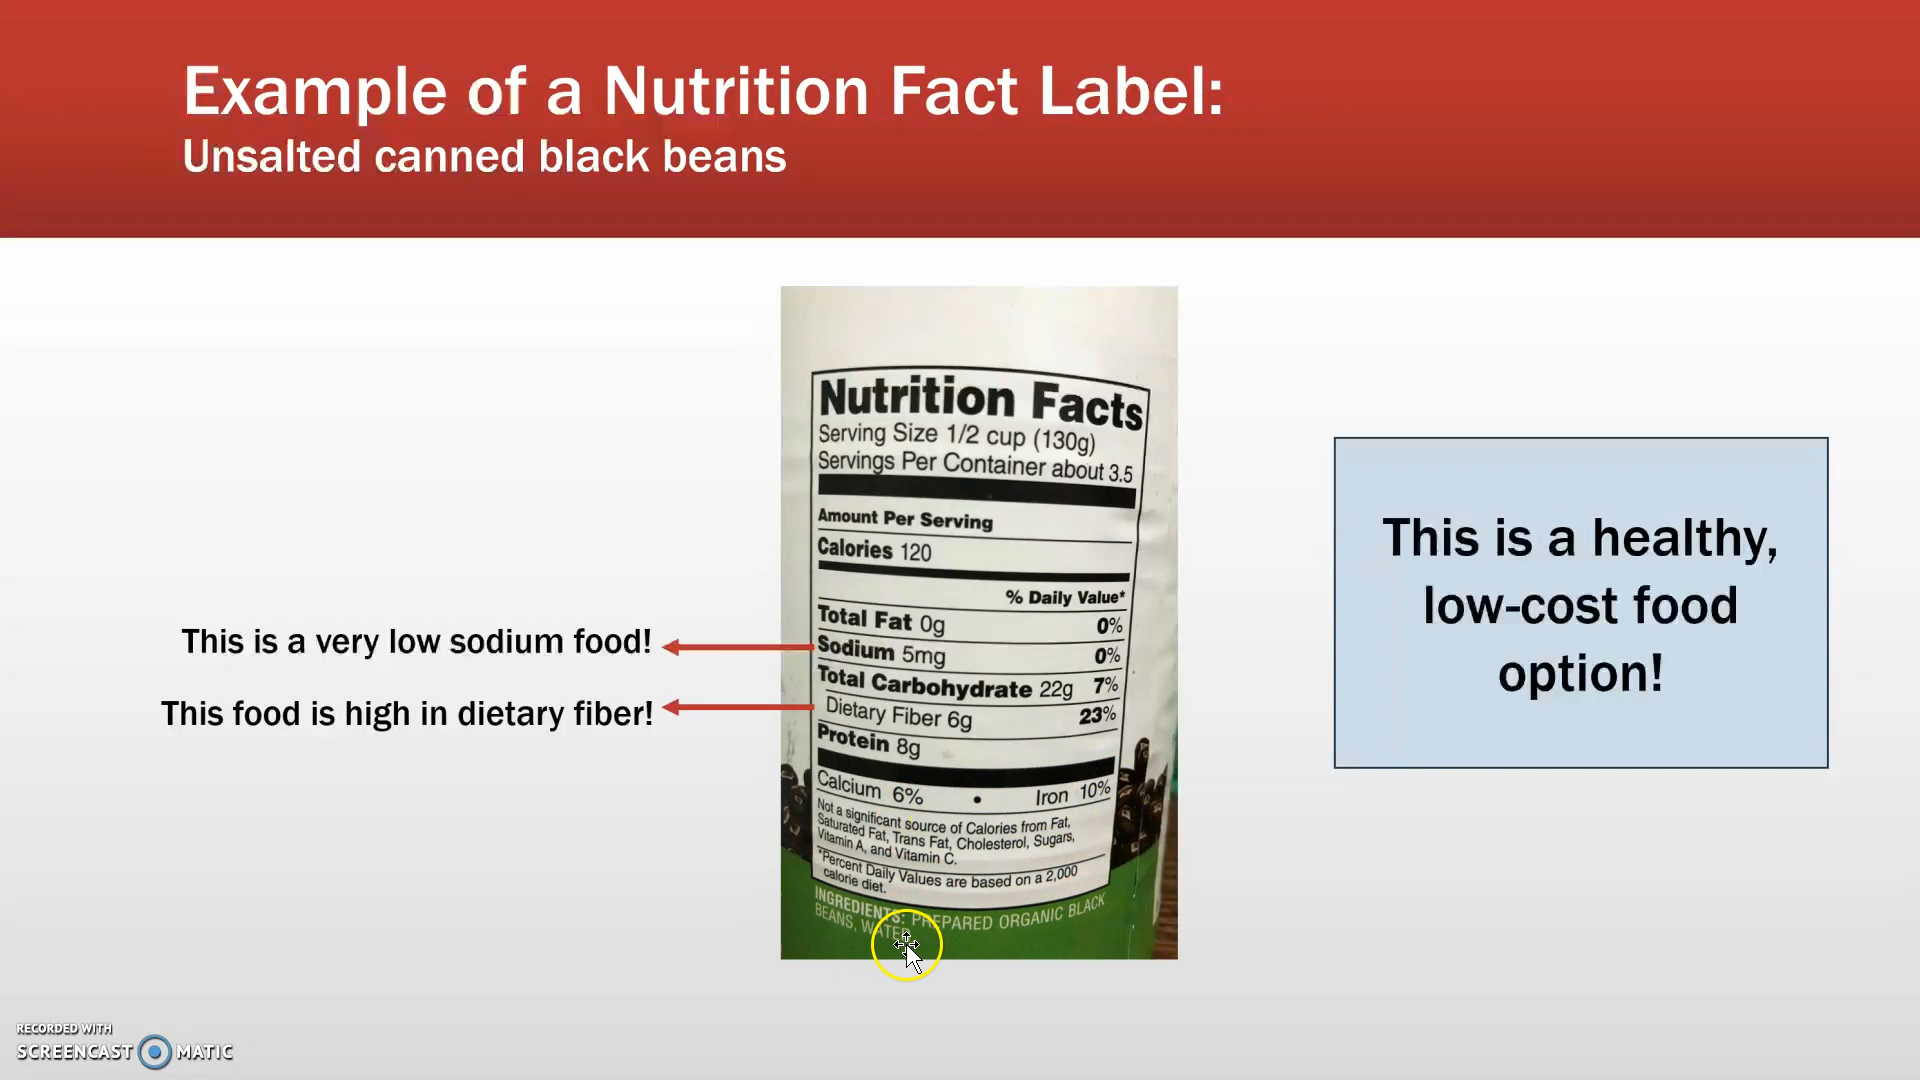 Example of a Nutrition Fact Label:
Unsalted canned black beans
This is a very low sodium food!
This food is high in dietary fiber!
Nutrition Facts
Serving Size 1/2 cup (130g)
Servings Per Container about 3.5
Amount Per Serving
Calories 120
% Daily Value*
Total Fat 0g 0%
Sodium 5mg 0%
Total Carbohydrate 22g 7%
Dietary Fiber 6g 23%
Protein 8g
Calcium 6% • Iron 10%
Not a significant source of Calories from Fat,
Saturated Fat, Trans Fat, Cholesterol, Sugars,
Vitamin A, and Vitamin C.
*Percent Daily Values are based on a 2,000
calorie diet.
INGREDIENTS: PREPARED ORGANIC BLACK
BEANS, WATER
This is a healthy,
low-cost food
option!
RECORDED WITH
SCREENCAST MATIC